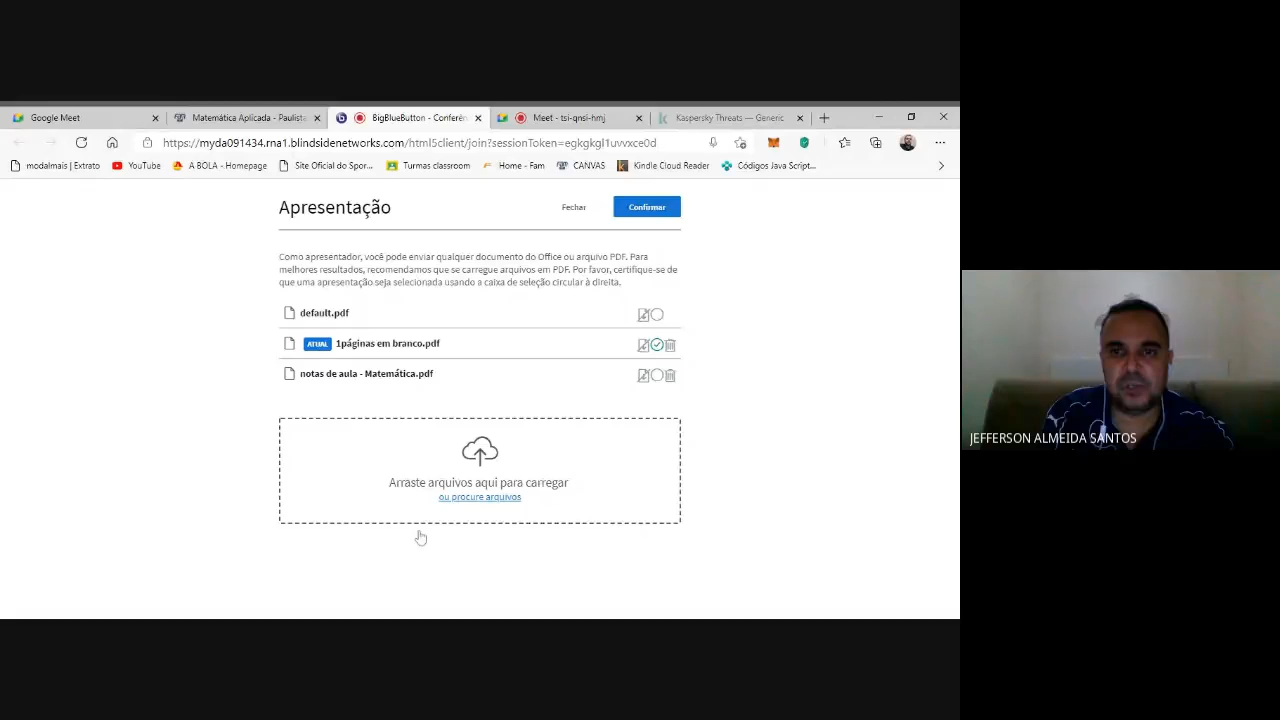 Google Meet
Matemática Aplicada - Paulista
BigBlueButton - Conferên
Meet - tsi-qnsi-hmj
Kaspersky Threats — Generic
https://myda091434.rna1.blindsidenetworks.com/html5client/join?sessionToken=egkgkgl1uvvxce0d
modalmais | Extrato
YouTube
A BOLA - Homepage
Site Oficial do Spor...
Turmas classroom
Home - Fam
CANVAS
Kindle Cloud Reader
Códigos Java Script...
Apresentação
Fechar
Confirmar
Como apresentador, você pode enviar qualquer documento do Office ou arquivo PDF. Para
melhores resultados, recomendamos que se carregue arquivos em PDF. Por favor, certifique-se de
que uma apresentação seja selecionada usando a caixa de seleção circular à direita.
default.pdf
ATUAL 1páginas em branco.pdf
notas de aula - Matemática.pdf
Arraste arquivos aqui para carregar
ou procure arquivos
JEFFERSON ALMEIDA SANTOS